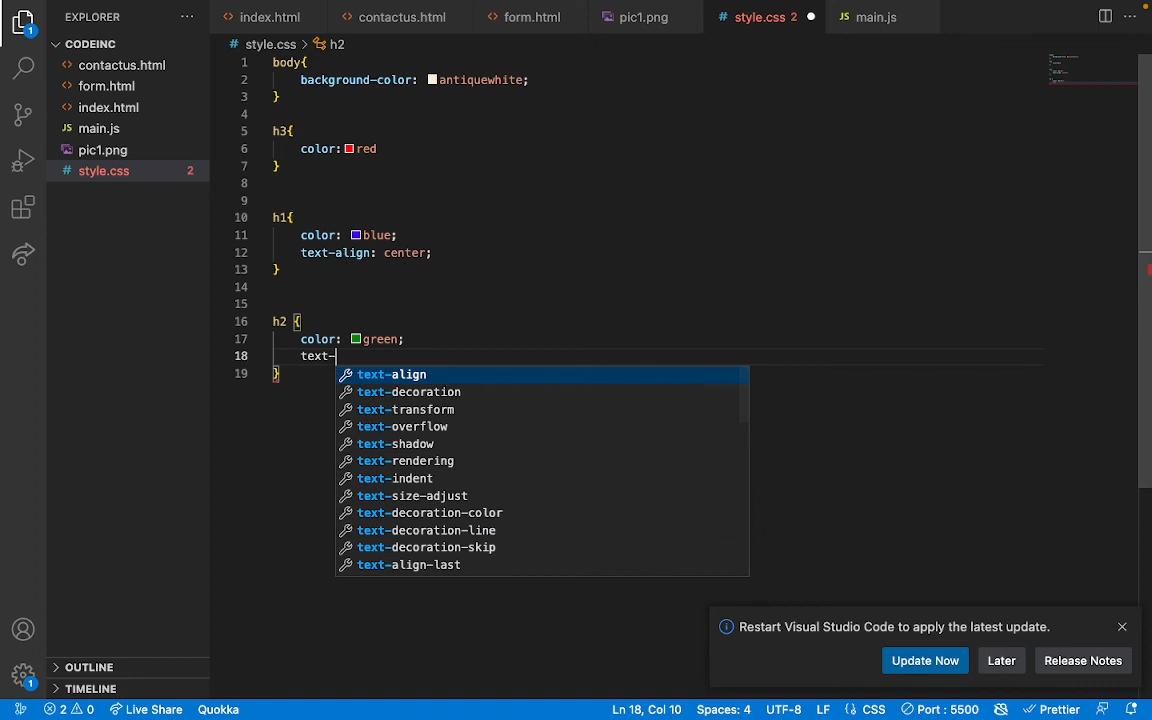 EXPLORER ···
index.html contactus.html form.html pic1.png # style.css 2 JS main.js
CODEINC
contactus.html
form.html
index.html
JS main.js
pic1.png
# style.css 2
# style.css > h2
1 body{
2 background-color: antiquewhite;
3 }
4
5 h3{
6 color: red
7 }
8
9
10 h1{
11 color: blue;
12 text-align: center;
13 }
14
15
16 h2 {
17 color: green;
18 text-
19 }
text-align
text-decoration
text-transform
text-overflow
text-shadow
text-rendering
text-indent
text-size-adjust
text-decoration-color
text-decoration-line
text-decoration-skip
text-align-last
Restart Visual Studio Code to apply the latest update.
Update Now Later Release Notes
1
1
OUTLINE
TIMELINE
2 0 Live Share Quokka Ln 18, Col 10 Spaces: 4 UTF-8 LF {} CSS Port : 5500 Prettier